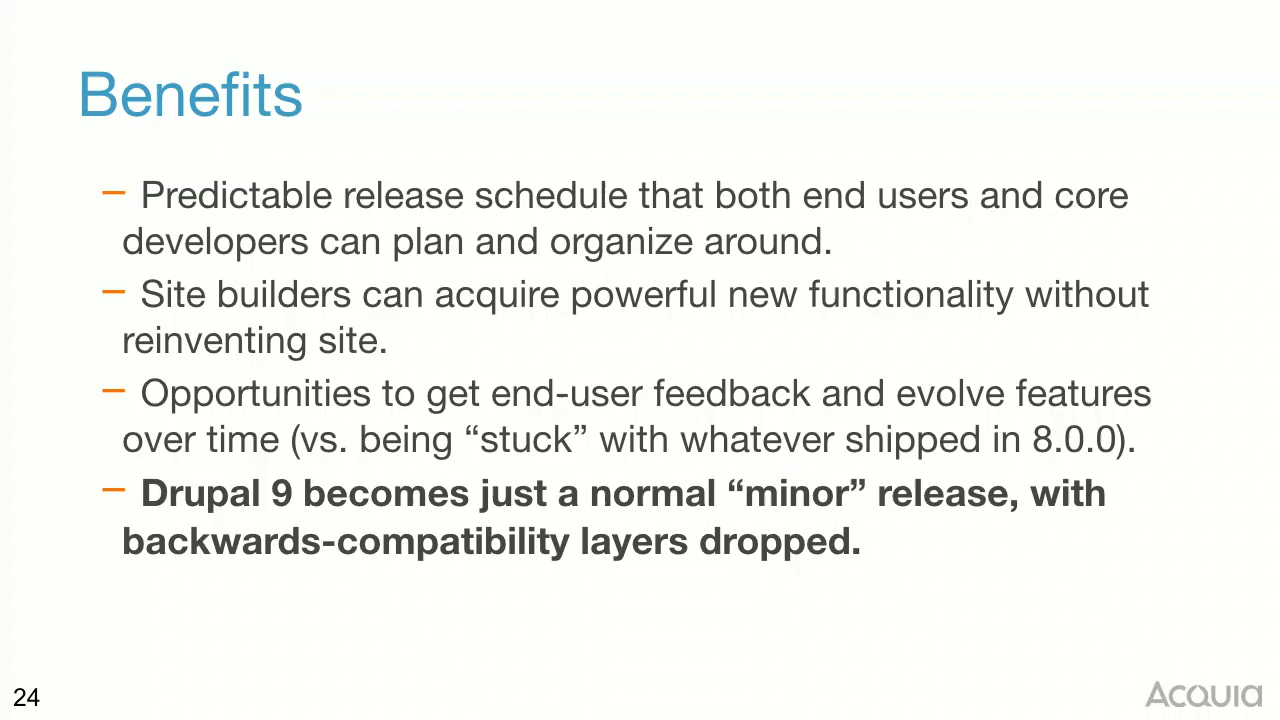 Benefits
– Predictable release schedule that both end users and core
developers can plan and organize around.
– Site builders can acquire powerful new functionality without
reinventing site.
– Opportunities to get end-user feedback and evolve features
over time (vs. being “stuck” with whatever shipped in 8.0.0).
– Drupal 9 becomes just a normal “minor” release, with
backwards-compatibility layers dropped.
24
Acquia